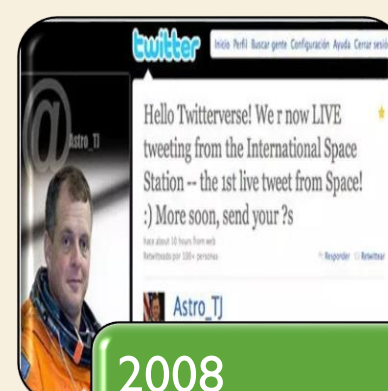 twitter
Inicio Perfil Buscar gente Configuración Ayuda Cerrar sesió
@
Astro_TJ
Hello Twitterverse! We r now LIVE
tweeting from the International Space
Station -- the 1st live tweet from Space!
:) More soon, send your ?s
hace about 10 hours from web
Retwitteado por 100+ personas
Responder Retwittear
Astro_TJ
2008